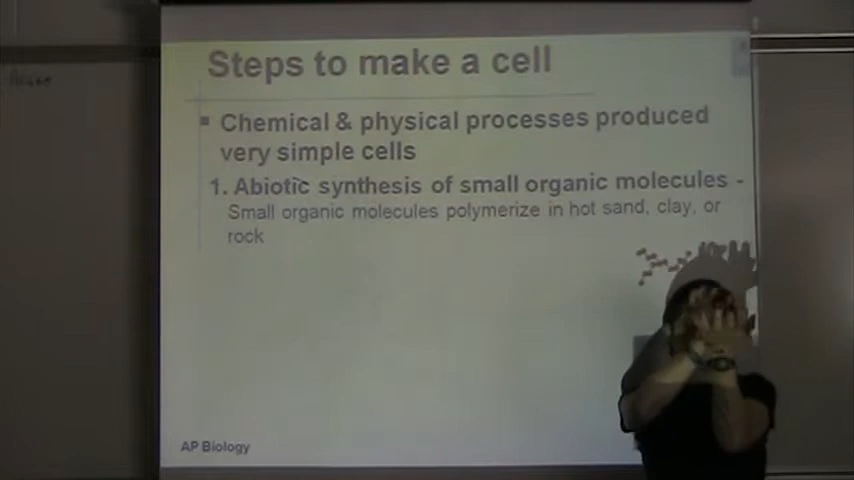 Steps to make a cell
▪ Chemical & physical processes produced
very simple cells
1. Abiotic synthesis of small organic molecules -
Small organic molecules polymerize in hot sand, clay, or
rock
AP Biology